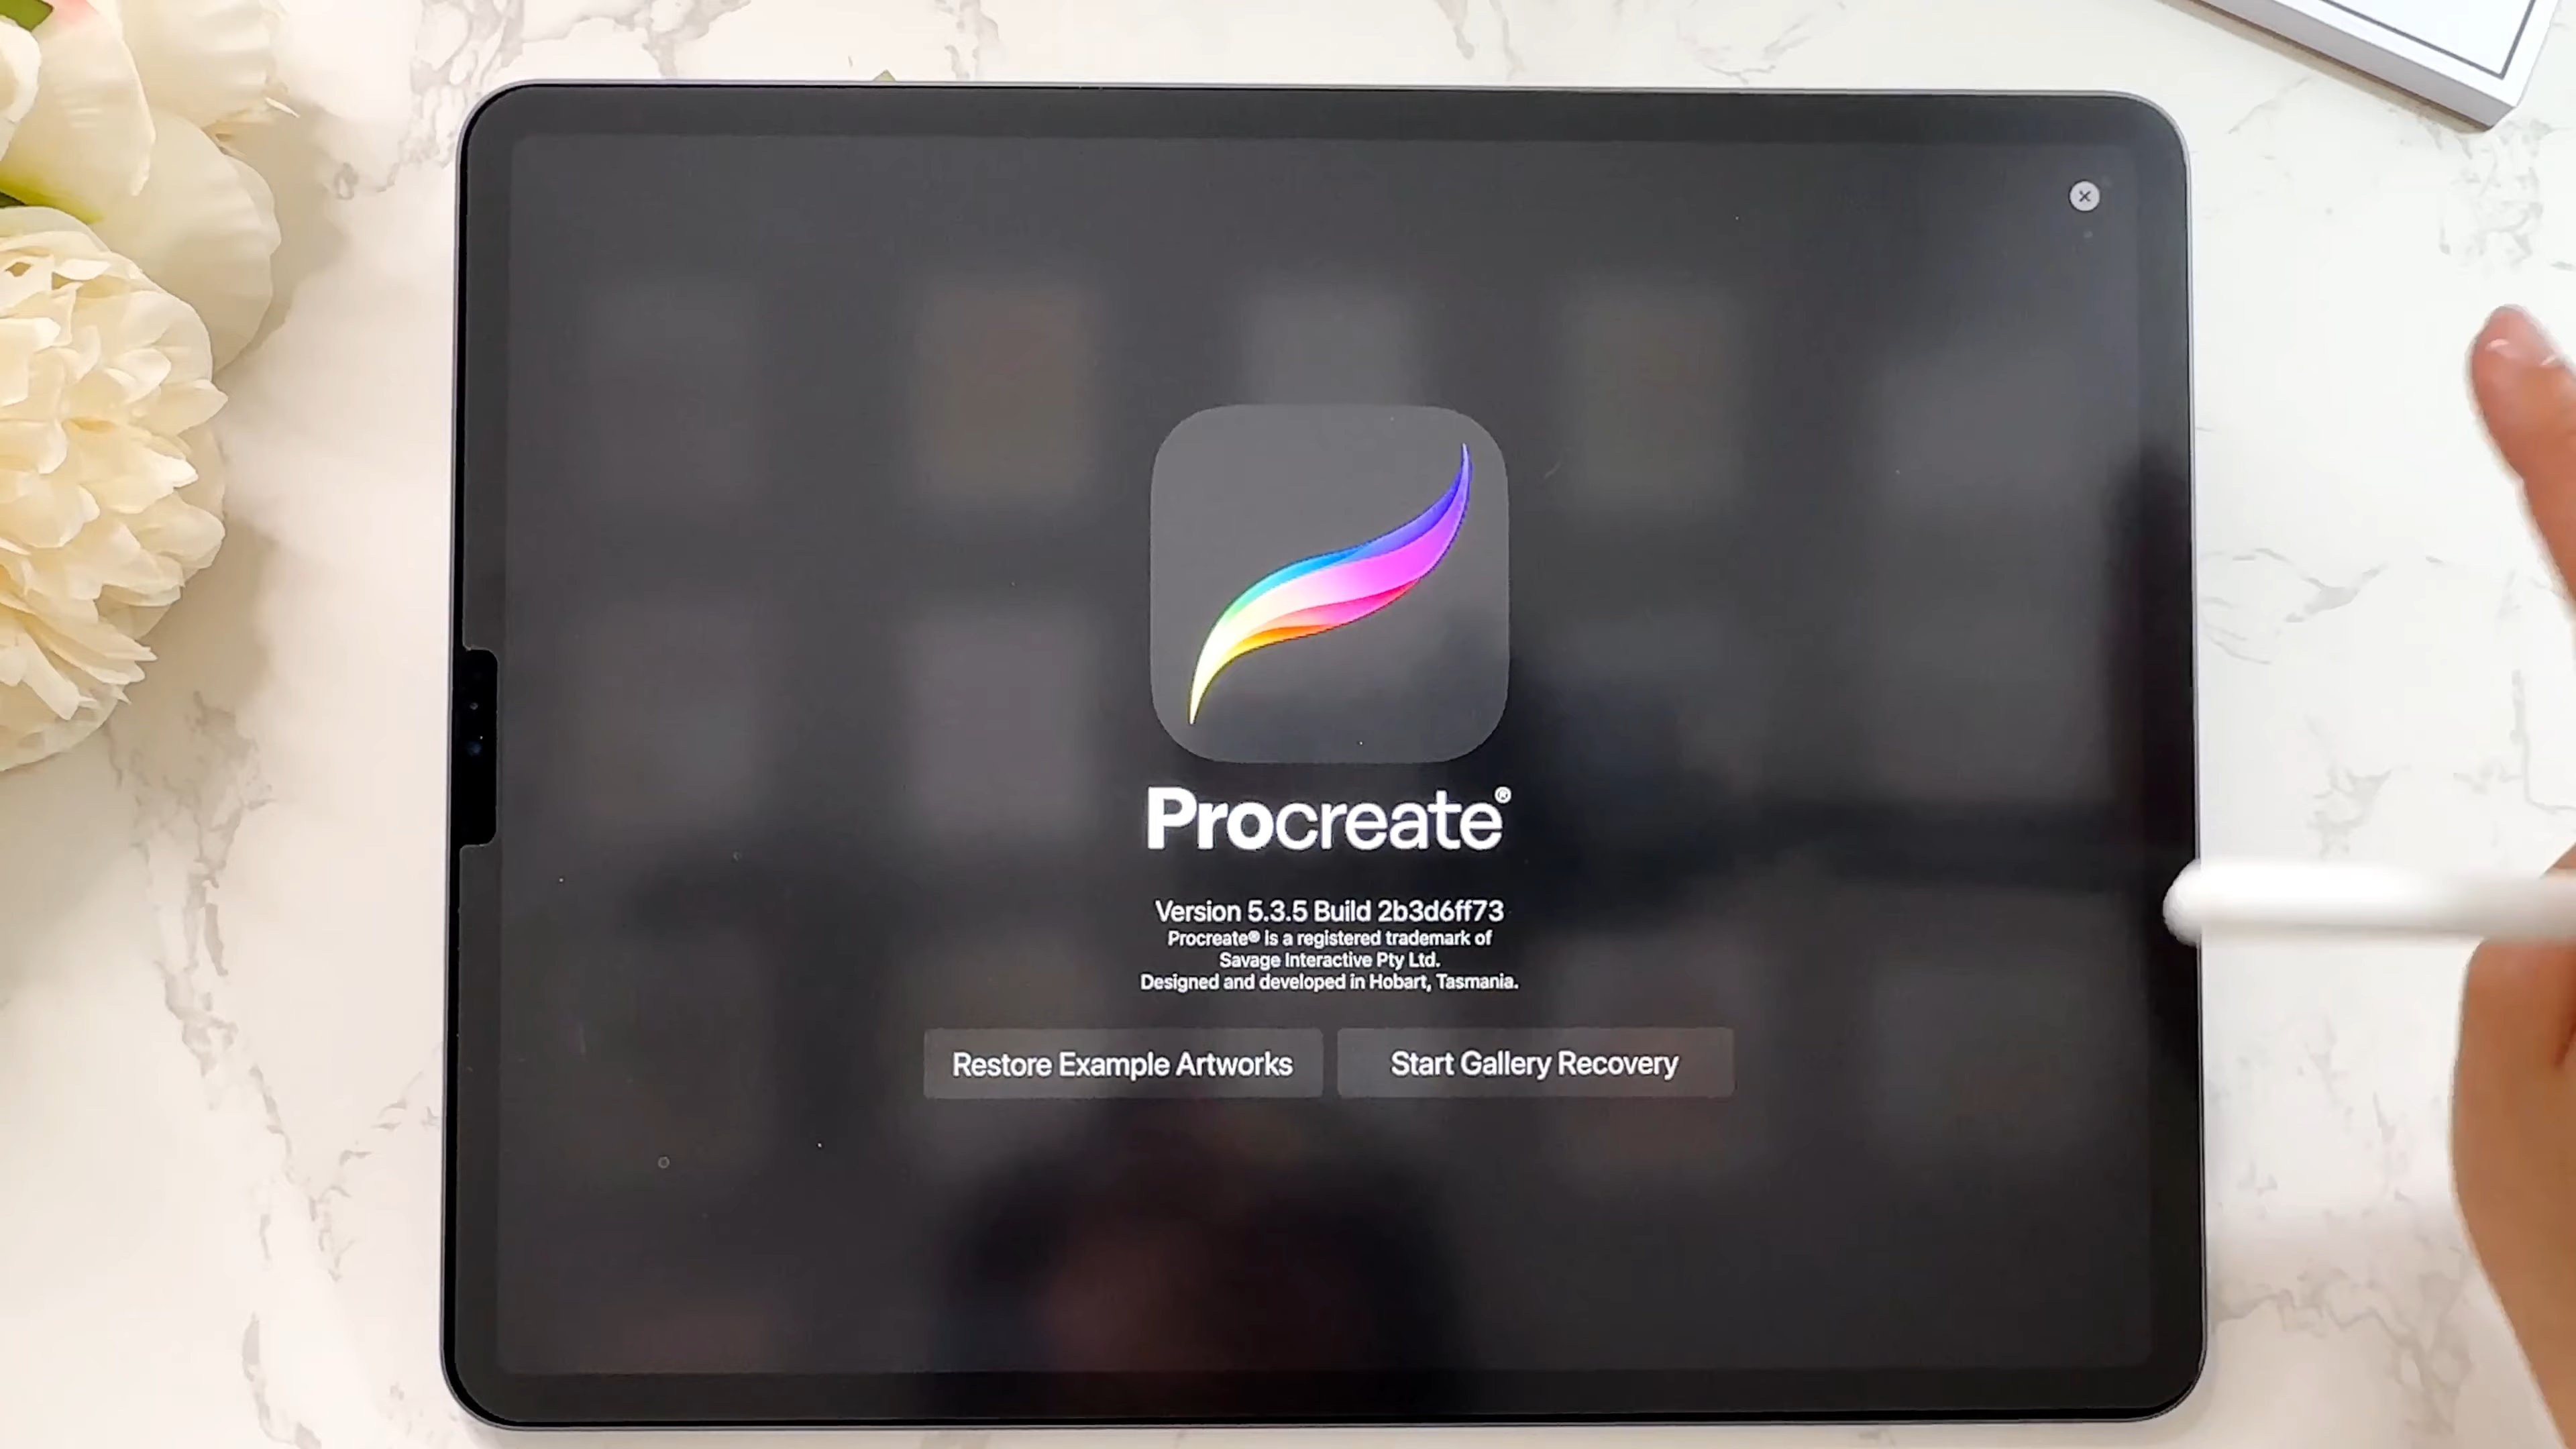 Procreate®
Version 5.3.5 Build 2b3d6ff73
Procreate® is a registered trademark of
Savage Interactive Pty Ltd.
Designed and developed in Hobart, Tasmania.
Restore Example Artworks
Start Gallery Recovery